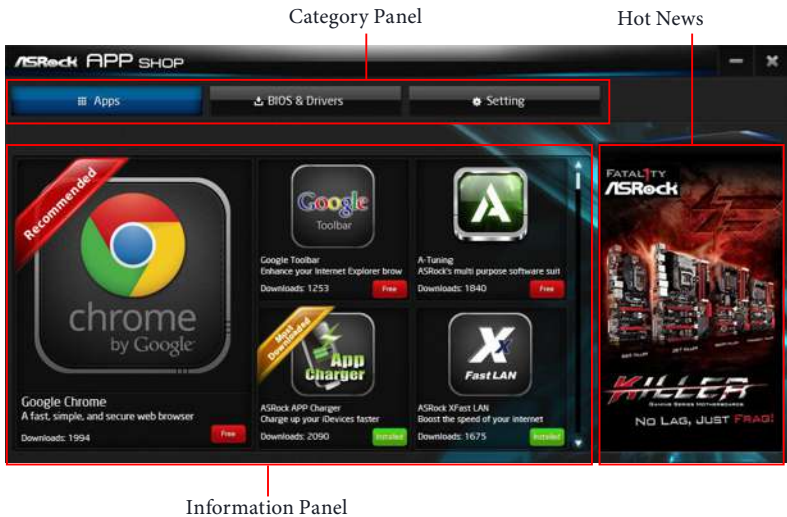 Category Panel
Hot News
ASRock APP SHOP
Apps
BIOS & Drivers
Setting
Recommended
chrome
by Google
Google Chrome
A fast, simple, and secure web browser
Downloads: 1994
Free
Google
Toolbar
Google Toolbar
Enhance your Internet Explorer brow
Downloads: 1253
Free
A
A-Tuning
ASRock's multi purpose software suit
Downloads: 1840
Free
Most
Downloaded
App
Charger
ASRock APP Charger
Charge up your iDevices faster
Downloads: 2090
Installed
X
Fast LAN
ASRock XFast LAN
Boost the speed of your internet
Downloads: 1675
Installed
FATAL1TY
ASRock
KILLER
GAMING SERIES MOTHERBOARDS
NO LAG, JUST FRAG!
Information Panel